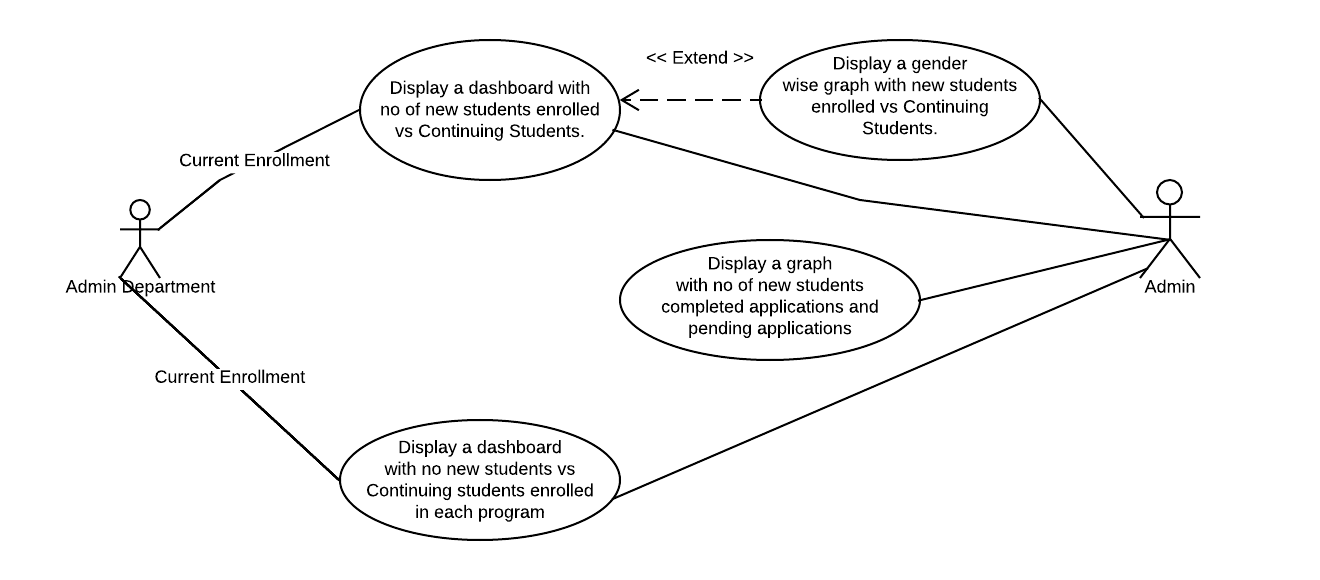 << Extend >>
Display a dashboard with
no of new students enrolled
vs Continuing Students.
Display a gender
wise graph with new students
enrolled vs Continuing
Students.
Current Enrollment
Admin Department
Display a graph
with no of new students
completed applications and
pending applications
Admin
Current Enrollment
Display a dashboard
with no new students vs
Continuing students enrolled
in each program